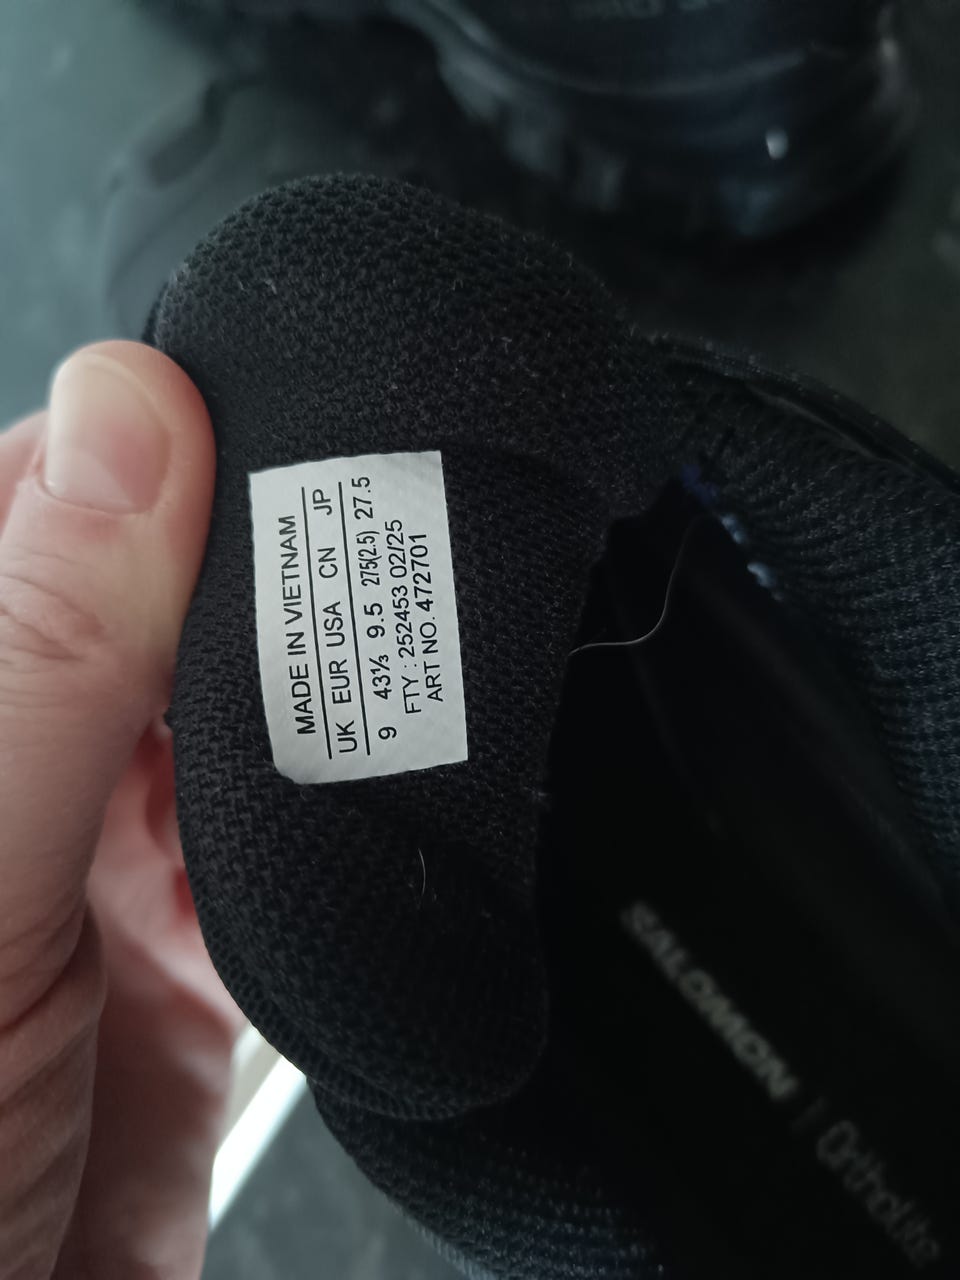 MADE IN VIETNAM
UK EUR USA CN JP
9 43⅓ 9.5 275(2.5) 27.5
FTY : 252453 02/25
ART NO. 472701
SALOMON | Ortholite